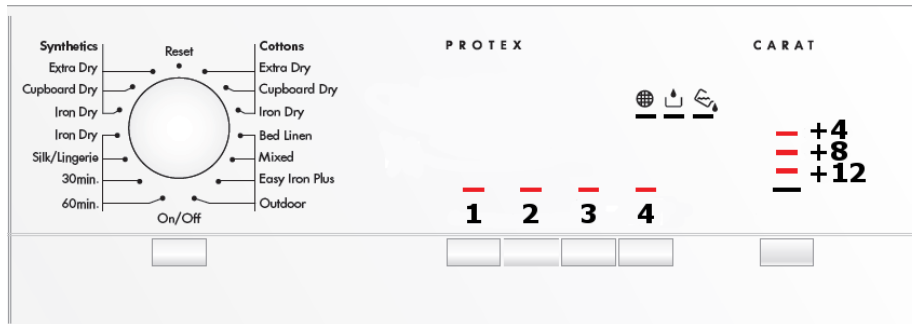 Synthetics
Reset
Cottons
Extra Dry
Extra Dry
Cupboard Dry
Cupboard Dry
Iron Dry
Iron Dry
Iron Dry
Bed Linen
Silk/Lingerie
Mixed
30min.
Easy Iron Plus
60min.
Outdoor
On/Off
PROTEX
1 2 3 4
CARAT
+4
+8
+12